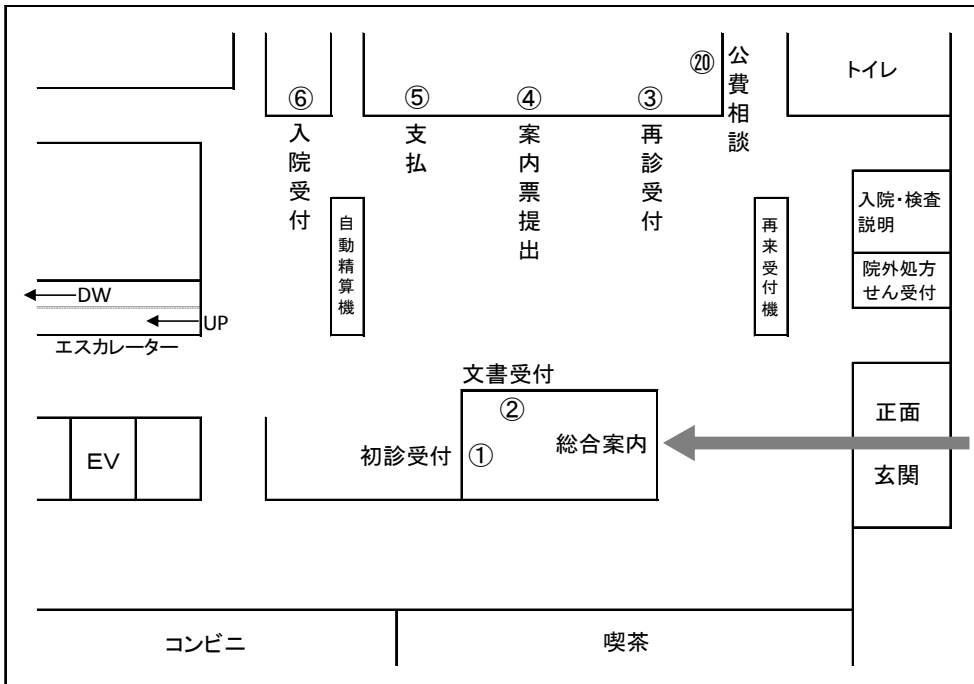 ⑥
入院受付
⑤
支払
④
案内票提出
③
再診受付
⑳
公費相談
トイレ
自動精算機
再来受付機
入院・検査
説明
院外処方
せん受付
DW
UP
エスカレーター
EV
文書受付
②
初診受付
①
総合案内
正面
玄関
コンビニ
喫茶